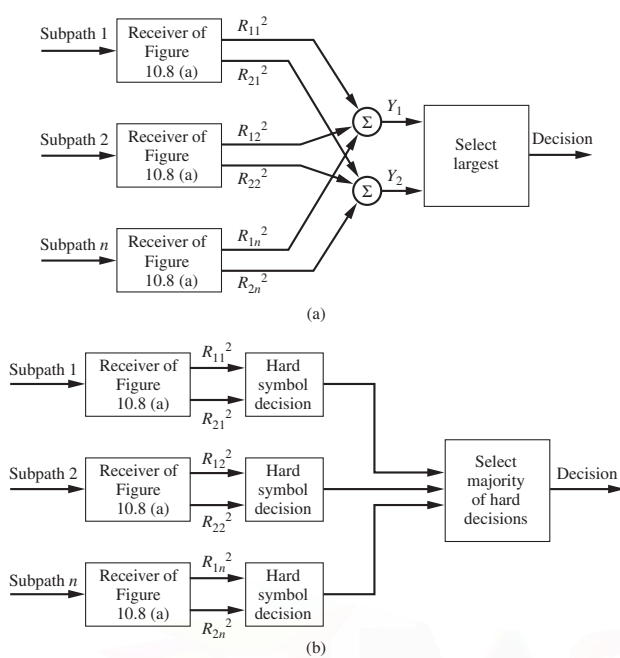 Subpath 1
Receiver of
Figure
10.8 (a)
R₁₁²
R₂₁²
Subpath 2
Receiver of
Figure
10.8 (a)
R₁₂²
R₂₂²
Subpath n
Receiver of
Figure
10.8 (a)
R₁ₙ²
R₂ₙ²
Σ
Y₁
Σ
Y₂
Select
largest
Decision
(a)
Subpath 1
Receiver of
Figure
10.8 (a)
R₁₁²
R₂₁²
Hard
symbol
decision
Subpath 2
Receiver of
Figure
10.8 (a)
R₁₂²
R₂₂²
Hard
symbol
decision
Subpath n
Receiver of
Figure
10.8 (a)
R₁ₙ²
R₂ₙ²
Hard
symbol
decision
Select
majority
of hard
decisions
Decision
(b)